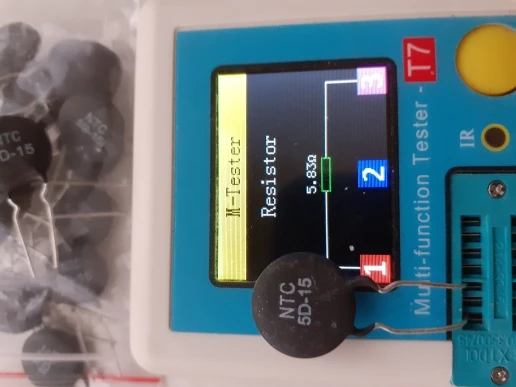 M-Tester
Resistor
5.83Ω
1
2
3
Multi-function Tester - T7
IR
NTC
5D-15
NTC
5D-15